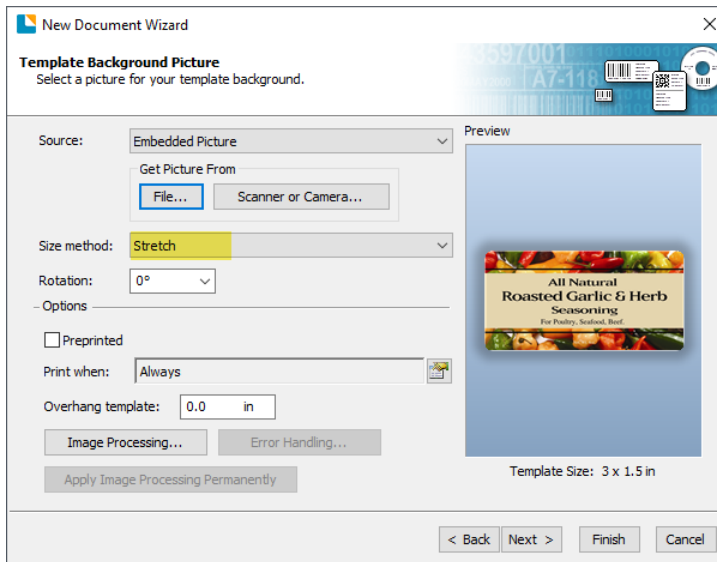 New Document Wizard
Template Background Picture
Select a picture for your template background.
3597001
A7-118
Source:
Embedded Picture
Get Picture From
File...
Scanner or Camera...
Size method:
Stretch
Rotation:
0°
Options
Preprinted
Print when:
Always
Overhang template:
0.0 in
Image Processing...
Error Handling...
Apply Image Processing Permanently
Preview
All Natural
Roasted Garlic & Herb
Seasoning
For Poultry, Seafood, Beef.
Template Size: 3 x 1.5 in
< Back
Next >
Finish
Cancel